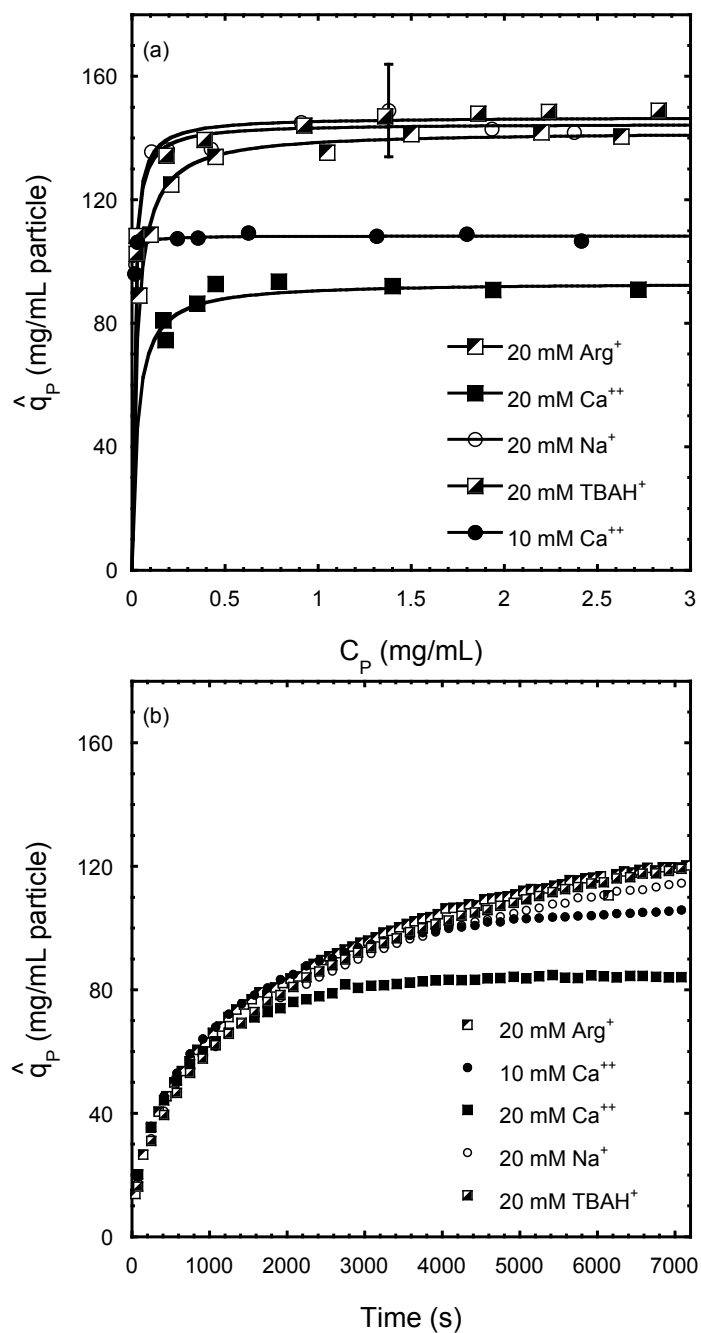 (a)
160
120
80
40
0
q̂_P (mg/mL particle)
20 mM Arg⁺
20 mM Ca⁺⁺
20 mM Na⁺
20 mM TBAH⁺
10 mM Ca⁺⁺
0 0.5 1 1.5 2 2.5 3
C_P (mg/mL)
(b)
160
120
80
40
0
q̂_P (mg/mL particle)
20 mM Arg⁺
10 mM Ca⁺⁺
20 mM Ca⁺⁺
20 mM Na⁺
20 mM TBAH⁺
0 1000 2000 3000 4000 5000 6000 7000
Time (s)